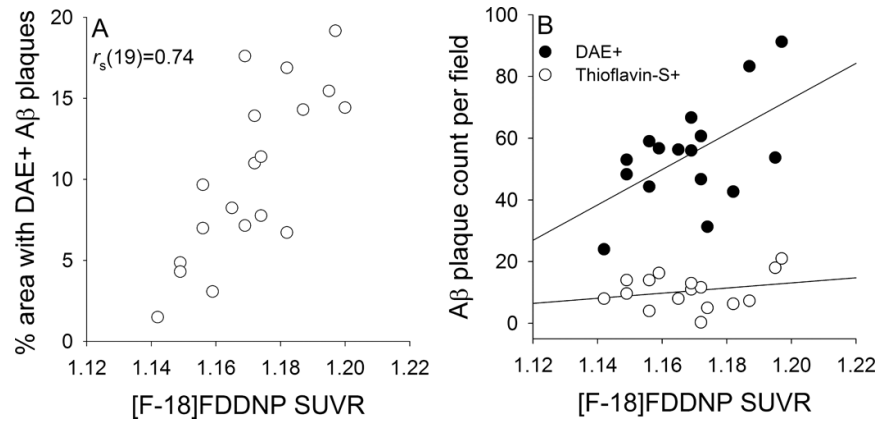 A
r_s(19)=0.74
% area with DAE+ Aβ plaques
20
15
10
5
0
1.12 1.14 1.16 1.18 1.20 1.22
[F-18]FDDNP SUVR
B
DAE+
Thioflavin-S+
Aβ plaque count per field
100
80
60
40
20
0
1.12 1.14 1.16 1.18 1.20 1.22
[F-18]FDDNP SUVR